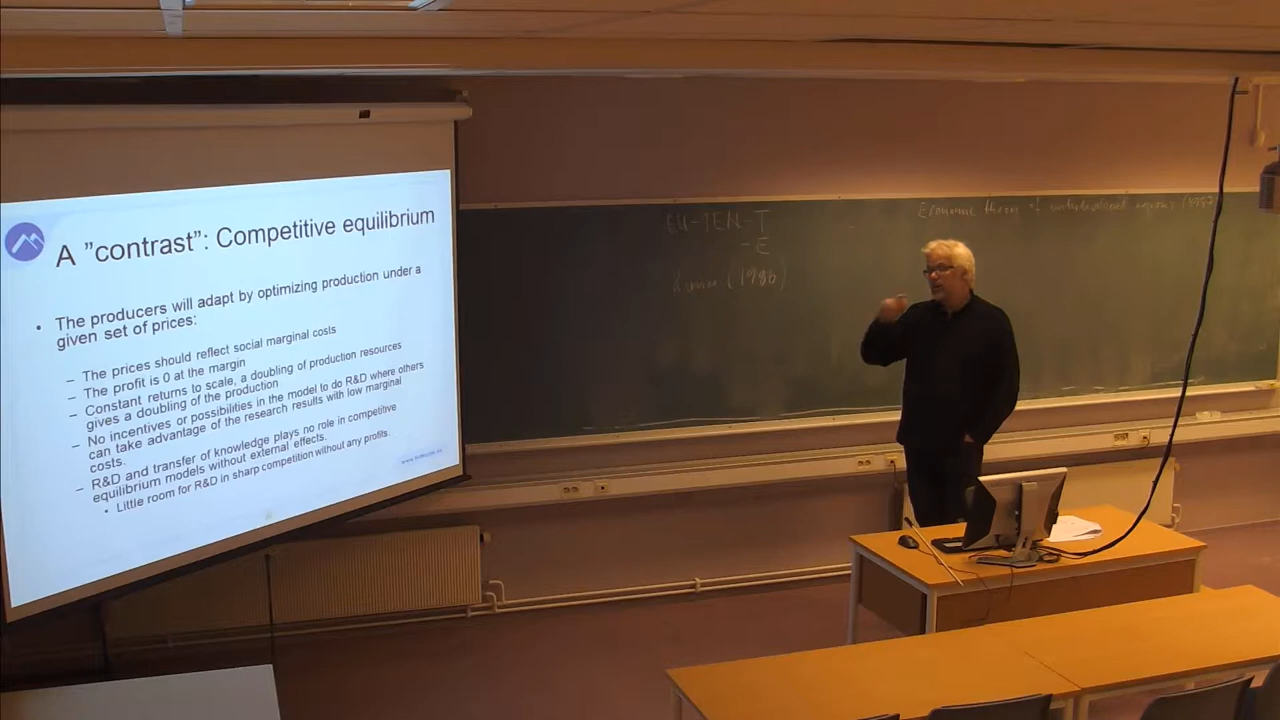 A "contrast": Competitive equilibrium
• The producers will adapt by optimizing production under a
given set of prices:
– The prices should reflect social marginal costs
– The profit is 0 at the margin
– Constant returns to scale, a doubling of production resources
gives a doubling of the production
– No incentives or possibilities in the model to do R&D where others
can take advantage of the research results with low marginal
costs.
– R&D and transfer of knowledge plays no role in competitive
equilibrium models without external effects.
• Little room for R&D in sharp competition without any profits.
-T
-E
(1986)
Economic theory of